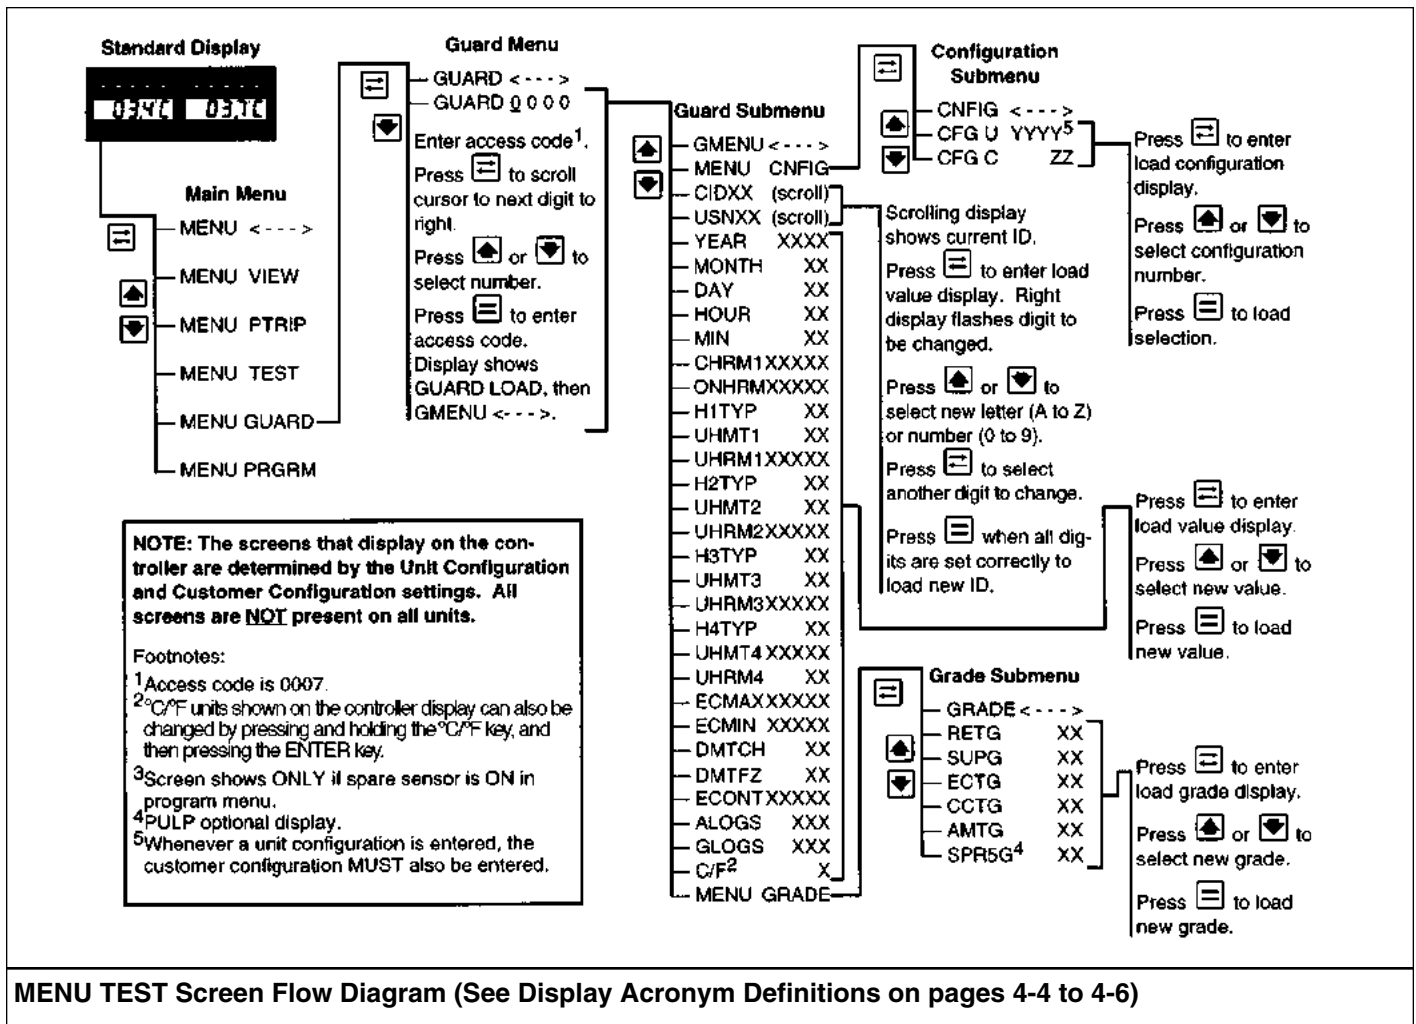 Standard Display
03.4C 03.7C
Main Menu
MENU <--->
MENU VIEW
MENU PTRIP
MENU TEST
MENU GUARD
MENU PRGRM
Guard Menu
GUARD <--->
GUARD 0 0 0 0
Enter access code1.
Press to scroll
cursor to next digit to
right.
Press or to
select number.
Press to enter
access code.
Display shows
GUARD LOAD, then
GMENU <--->.
Guard Submenu
GMENU <--->
MENU CNFIG
CIDXX (scroll)
USNXX (scroll)
YEAR XXXX
MONTH XX
DAY XX
HOUR XX
MIN XX
CHRM1XXXXX
ONHRMXXXXX
H1TYP XX
UHMT1 XX
UHRM1XXXXX
H2TYP XX
UHMT2 XX
UHRM2XXXXX
H3TYP XX
UHMT3 XX
UHRM3XXXXX
H4TYP XX
UHMT4XXXXX
UHRM4 XX
ECMAXXXXXX
ECMIN XXXXX
DMTCH XX
DMTFZ XX
ECONTXXXXX
ALOGS XXX
GLOGS XXX
C/F2 X
MENU GRADE
Configuration
Submenu
CNFIG <--->
CFG U YYYY5
CFG C ZZ
Press to enter
load configuration
display.
Press or to
select configuration
number.
Press to load
selection.
Scrolling display
shows current ID.
Press to enter load
value display. Right
display flashes digit to
be changed.
Press or to
select new letter (A to Z)
or number (0 to 9).
Press to select
another digit to change.
Press when all dig-
its are set correctly to
load new ID.
Press to enter
load value display.
Press or to
select new value.
Press to load
new value.
Grade Submenu
GRADE <--->
RETG XX
SUPG XX
ECTG XX
CCTG XX
AMTG XX
SPR5G4 XX
Press to enter
load grade display.
Press or to
select new grade.
Press to load
new grade.
NOTE: The screens that display on the con-
troller are determined by the Unit Configuration
and Customer Configuration settings. All
screens are NOT present on all units.
Footnotes:
1Access code is 0007.
2°C/°F units shown on the controller display can also be
changed by pressing and holding the °C/°F key, and
then pressing the ENTER key.
3Screen shows ONLY if spare sensor is ON in
program menu.
4PULP optional display.
5Whenever a unit configuration is entered, the
customer configuration MUST also be entered.
MENU TEST Screen Flow Diagram (See Display Acronym Definitions on pages 4-4 to 4-6)